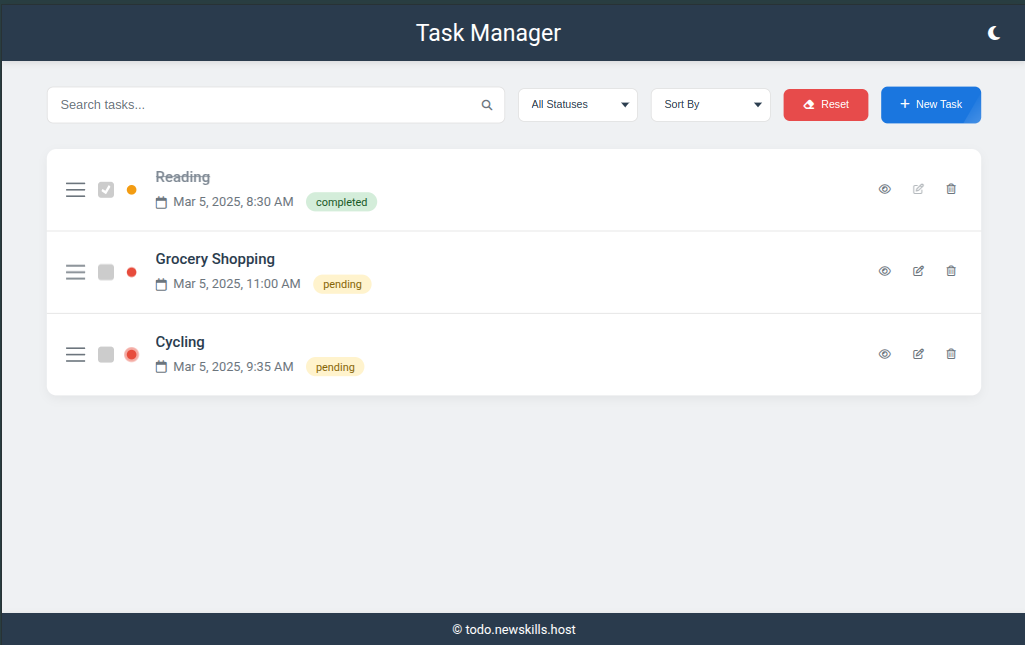 Task Manager
Search tasks...
All Statuses
Sort By
Reset
+ New Task
Reading
Mar 5, 2025, 8:30 AM completed
Grocery Shopping
Mar 5, 2025, 11:00 AM pending
Cycling
Mar 5, 2025, 9:35 AM pending
© todo.newskills.host